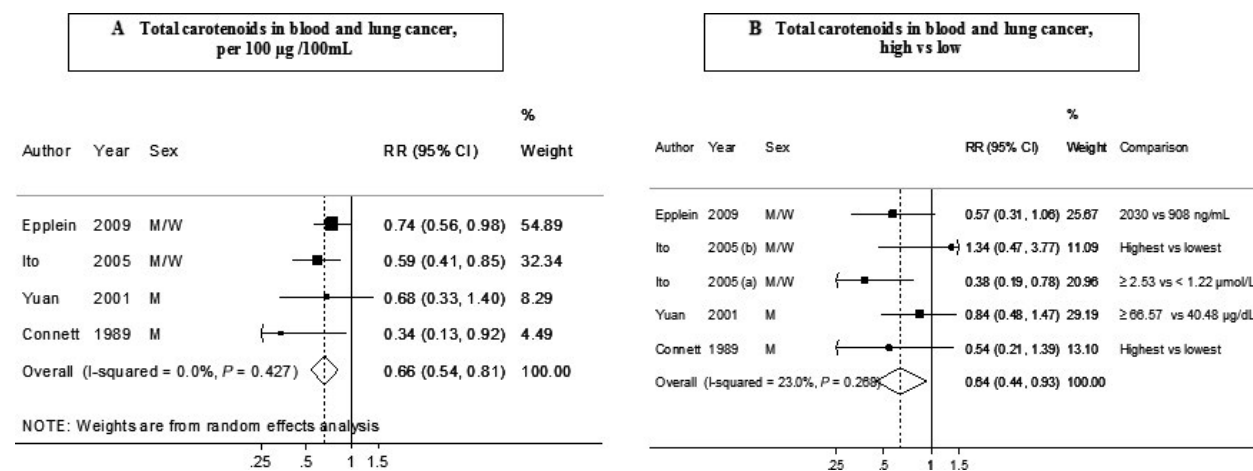 A Total carotenoids in blood and lung cancer,
per 100 µg /100mL
%
Author Year Sex RR (95% CI) Weight
Epplein 2009 M/W 0.74 (0.56, 0.98) 54.89
Ito 2005 M/W 0.59 (0.41, 0.85) 32.34
Yuan 2001 M 0.68 (0.33, 1.40) 8.29
Connett 1989 M 0.34 (0.13, 0.92) 4.49
Overall (I-squared = 0.0%, P = 0.427) 0.66 (0.54, 0.81) 100.00
NOTE: Weights are from random effects analysis
.25 .5 1 1.5
B Total carotenoids in blood and lung cancer,
high vs low
%
Author Year Sex RR (95% CI) Weight Comparison
Epplein 2009 M/W 0.57 (0.31, 1.06) 25.67 2030 vs 908 ng/mL
Ito 2005 (b) M/W 1.34 (0.47, 3.77) 11.09 Highest vs lowest
Ito 2005 (a) M/W 0.38 (0.19, 0.78) 20.96 ≥ 2.53 vs < 1.22 µmol/L
Yuan 2001 M 0.84 (0.48, 1.47) 29.19 ≥ 66.57 vs 40.48 µg/dL
Connett 1989 M 0.54 (0.21, 1.39) 13.10 Highest vs lowest
Overall (I-squared = 23.0%, P = 0.268) 0.64 (0.44, 0.93) 100.00
.25 .5 1 1.5